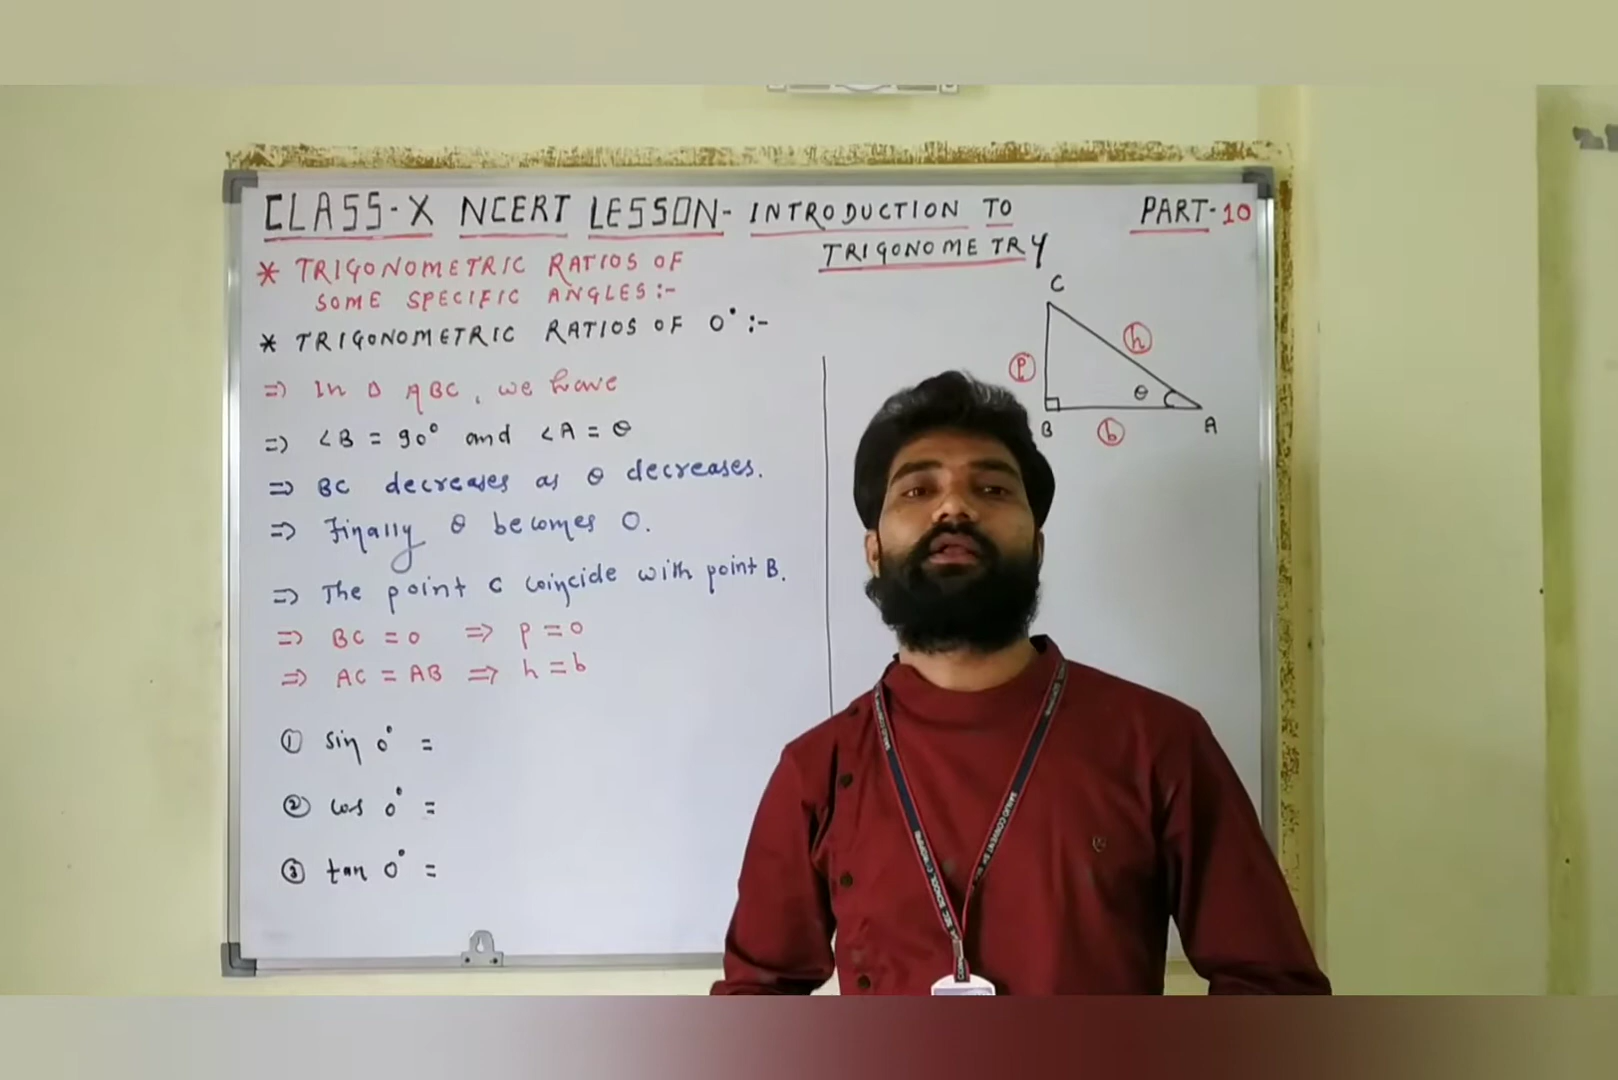 CLASS-X NCERT LESSON- INTRODUCTION TO TRIGONOMETRY
PART-10
* TRIGONOMETRIC RATIOS OF
SOME SPECIFIC ANGLES:-
* TRIGONOMETRIC RATIOS OF 0° :-
=> In Δ ABC, we have
=> ∠B = 90° and ∠A = θ
=> BC decreases as θ decreases.
=> Finally θ becomes 0.
=> The point C coincide with point B.
=> BC = 0 => p = 0
=> AC = AB => h = b
① sin 0° =
② cos 0° =
③ tan 0° =
C
h
p
θ
B
b
A